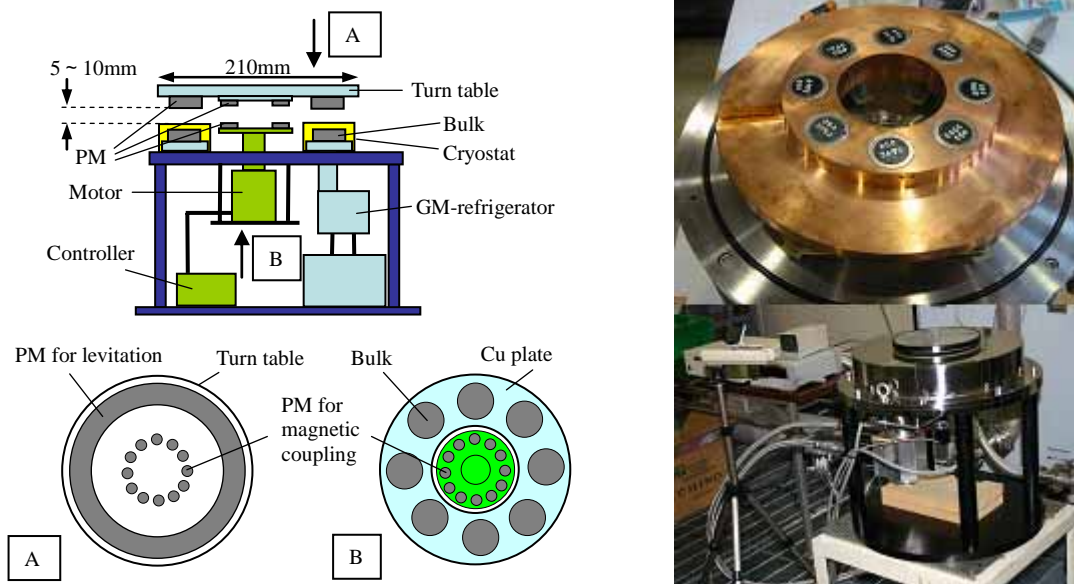 A
5 ~ 10mm
210mm
Turn table
Bulk
PM
Cryostat
Motor
GM-refrigerator
B
Controller
PM for levitation
Turn table
Bulk
Cu plate
PM for
magnetic
coupling
A
B